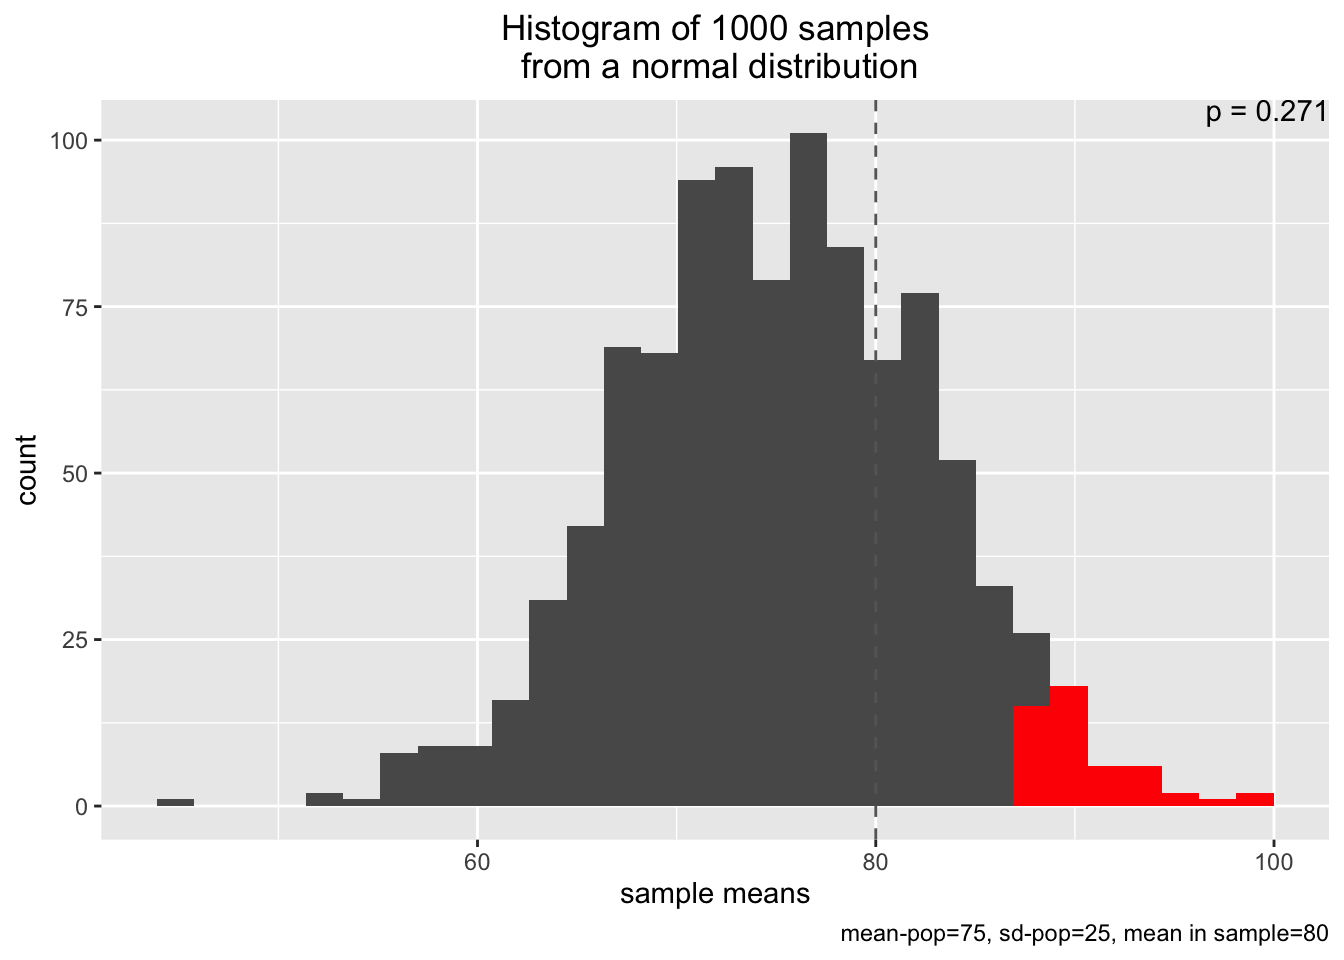 Histogram of 1000 samples
from a normal distribution
p = 0.271
100
75
50
25
0
count
60
80
100
sample means
mean-pop=75, sd-pop=25, mean in sample=80